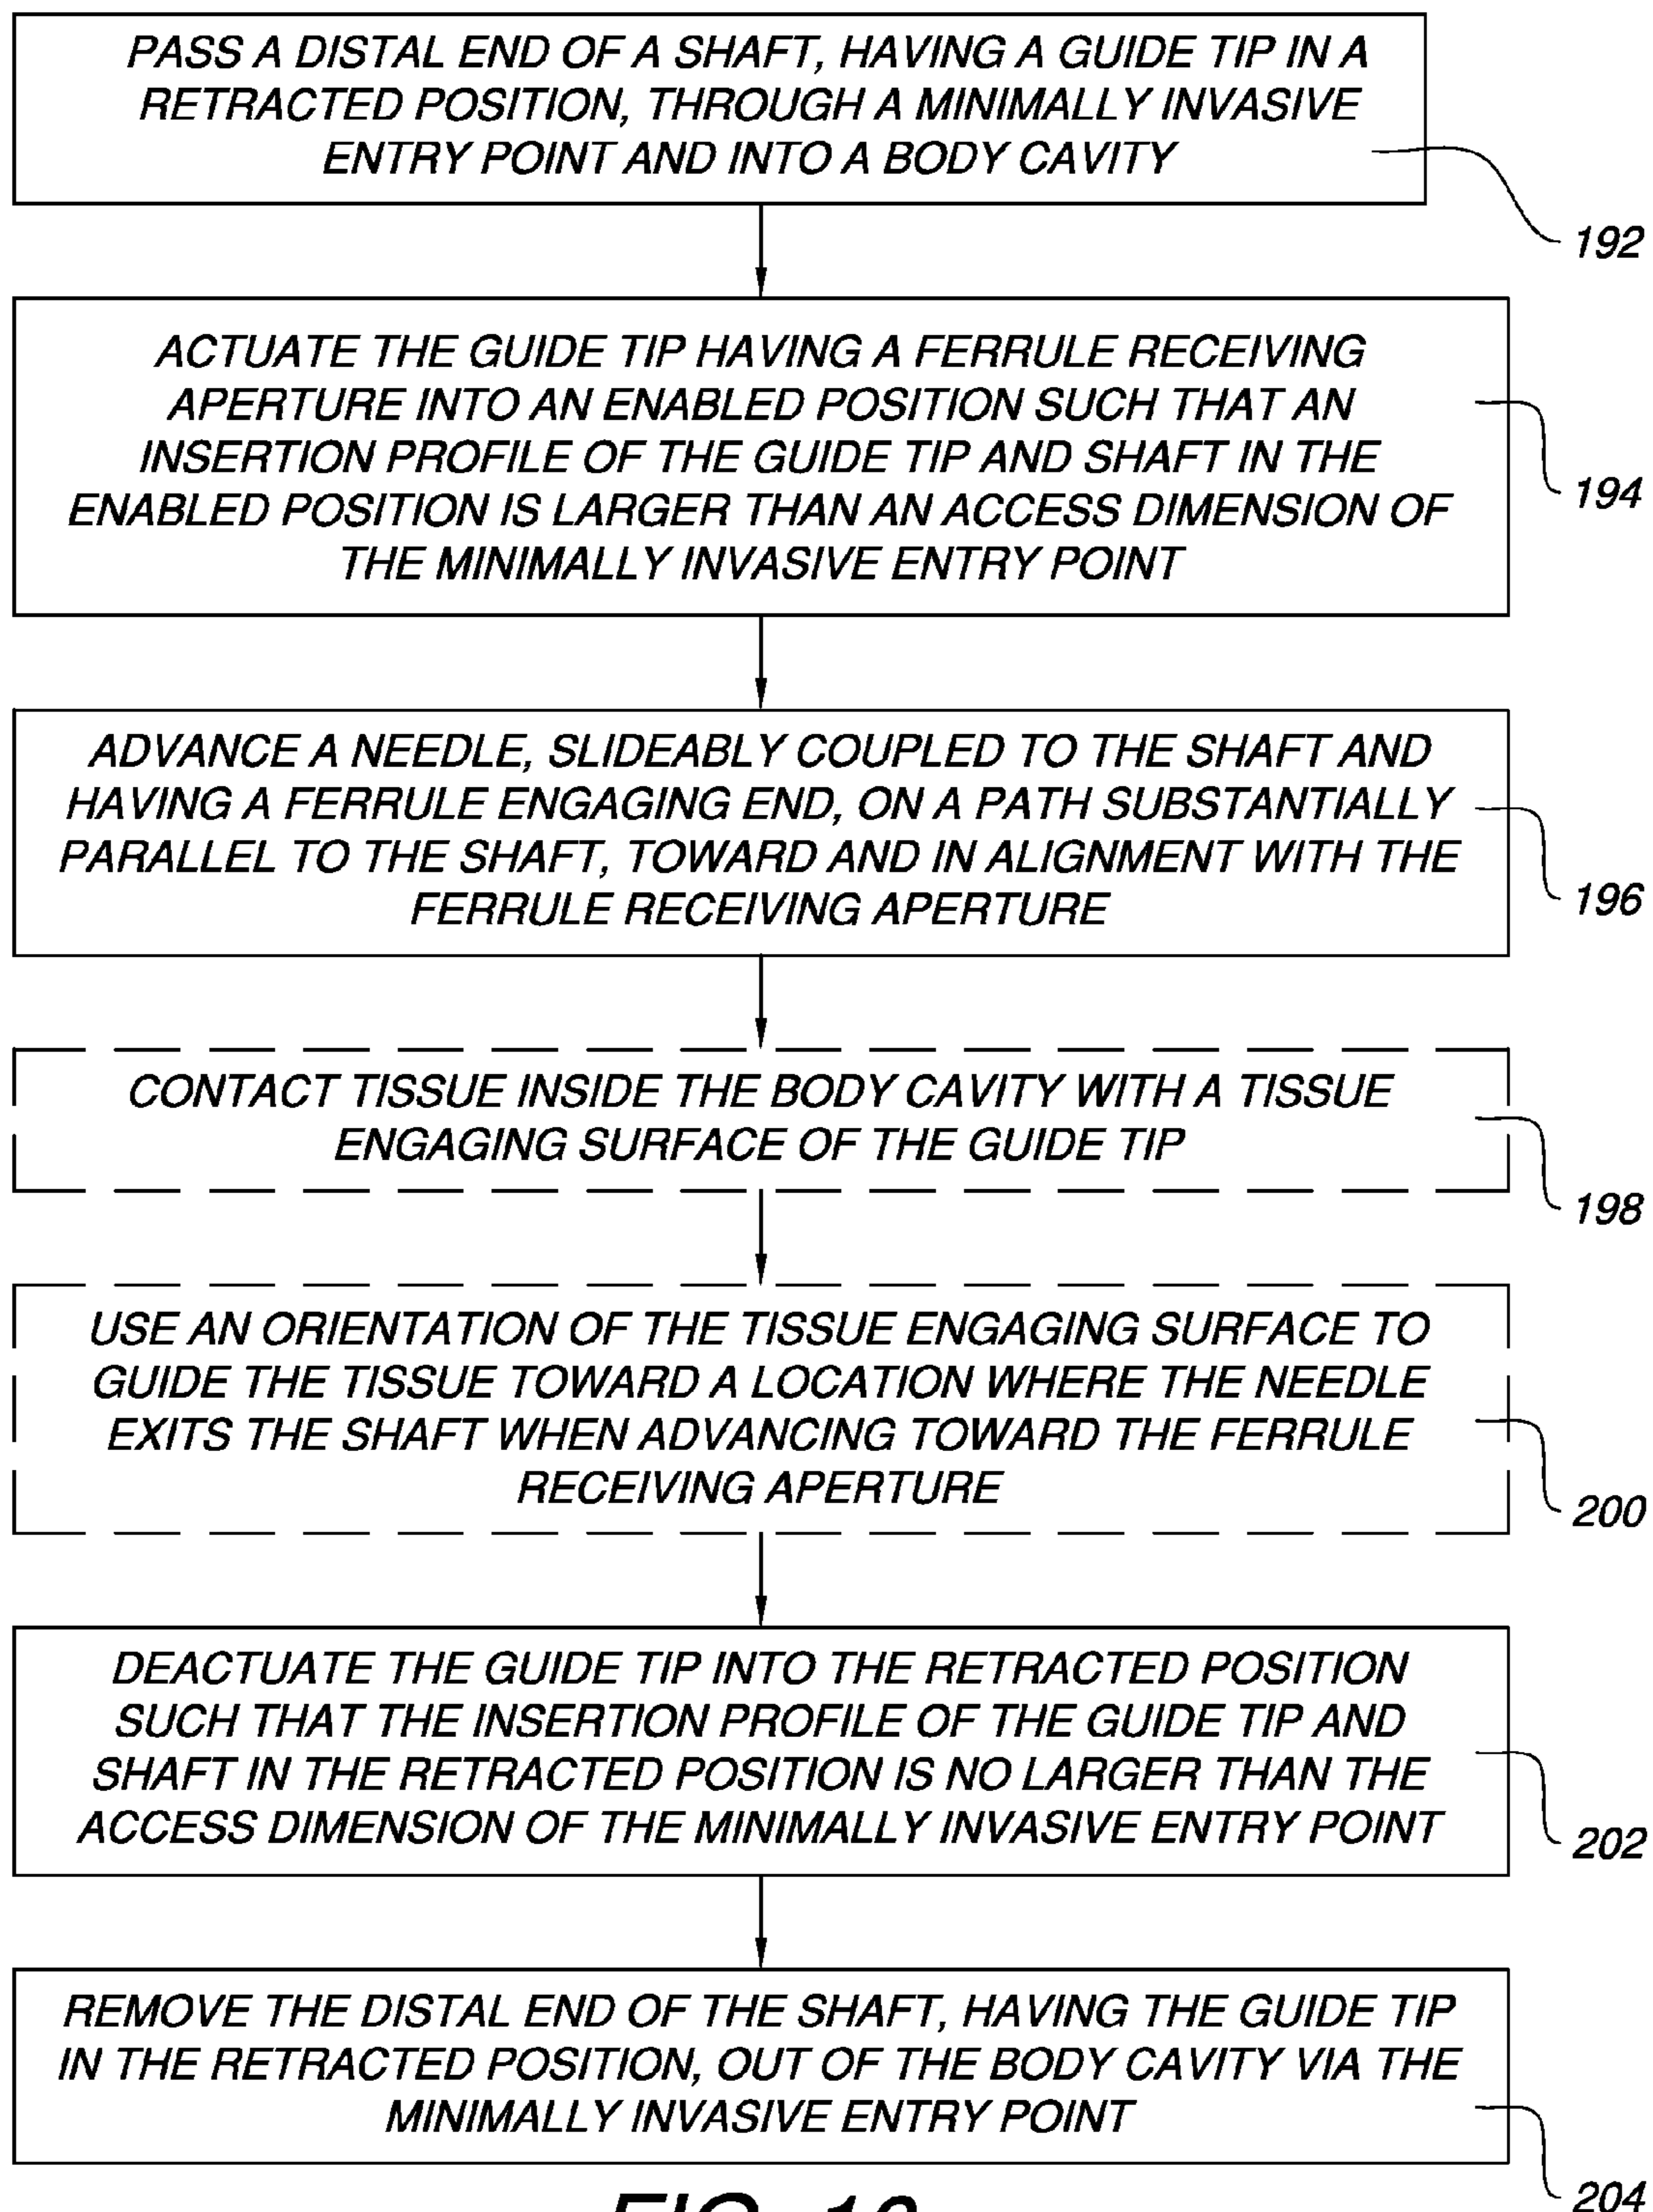 PASS A DISTAL END OF A SHAFT, HAVING A GUIDE TIP IN A
RETRACTED POSITION, THROUGH A MINIMALLY INVASIVE
ENTRY POINT AND INTO A BODY CAVITY
192
ACTUATE THE GUIDE TIP HAVING A FERRULE RECEIVING
APERTURE INTO AN ENABLED POSITION SUCH THAT AN
INSERTION PROFILE OF THE GUIDE TIP AND SHAFT IN THE
ENABLED POSITION IS LARGER THAN AN ACCESS DIMENSION OF
THE MINIMALLY INVASIVE ENTRY POINT
194
ADVANCE A NEEDLE, SLIDEABLY COUPLED TO THE SHAFT AND
HAVING A FERRULE ENGAGING END, ON A PATH SUBSTANTIALLY
PARALLEL TO THE SHAFT, TOWARD AND IN ALIGNMENT WITH THE
FERRULE RECEIVING APERTURE
196
CONTACT TISSUE INSIDE THE BODY CAVITY WITH A TISSUE
ENGAGING SURFACE OF THE GUIDE TIP
198
USE AN ORIENTATION OF THE TISSUE ENGAGING SURFACE TO
GUIDE THE TISSUE TOWARD A LOCATION WHERE THE NEEDLE
EXITS THE SHAFT WHEN ADVANCING TOWARD THE FERRULE
RECEIVING APERTURE
200
DEACTUATE THE GUIDE TIP INTO THE RETRACTED POSITION
SUCH THAT THE INSERTION PROFILE OF THE GUIDE TIP AND
SHAFT IN THE RETRACTED POSITION IS NO LARGER THAN THE
ACCESS DIMENSION OF THE MINIMALLY INVASIVE ENTRY POINT
202
REMOVE THE DISTAL END OF THE SHAFT, HAVING THE GUIDE TIP
IN THE RETRACTED POSITION, OUT OF THE BODY CAVITY VIA THE
MINIMALLY INVASIVE ENTRY POINT
204
FIG.